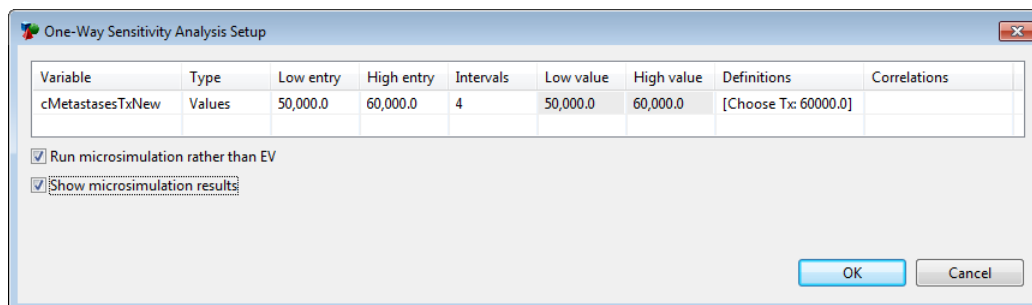 One-Way Sensitivity Analysis Setup
Variable Type Low entry High entry Intervals Low value High value Definitions Correlations
cMetastasesTxNew Values 50,000.0 60,000.0 4 50,000.0 60,000.0 [Choose Tx: 60000.0]
Run microsimulation rather than EV
Show microsimulation results
OK Cancel